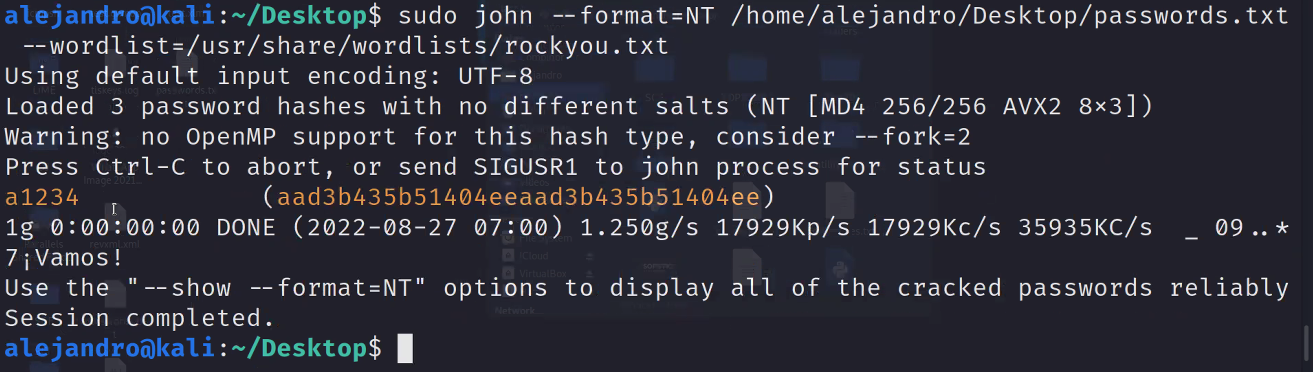 alejandro@kali:~/Desktop$ sudo john --format=NT /home/alejandro/Desktop/passwords.txt
--wordlist=/usr/share/wordlists/rockyou.txt
Using default input encoding: UTF-8
Loaded 3 password hashes with no different salts (NT [MD4 256/256 AVX2 8×3])
Warning: no OpenMP support for this hash type, consider --fork=2
Press Ctrl-C to abort, or send SIGUSR1 to john process for status
a1234 (aad3b435b51404eeaad3b435b51404ee)
1g 0:00:00:00 DONE (2022-08-27 07:00) 1.250g/s 17929Kp/s 17929Kc/s 35935KC/s _ 09..*
7¡Vamos!
Use the "--show --format=NT" options to display all of the cracked passwords reliably
Session completed.
alejandro@kali:~/Desktop$